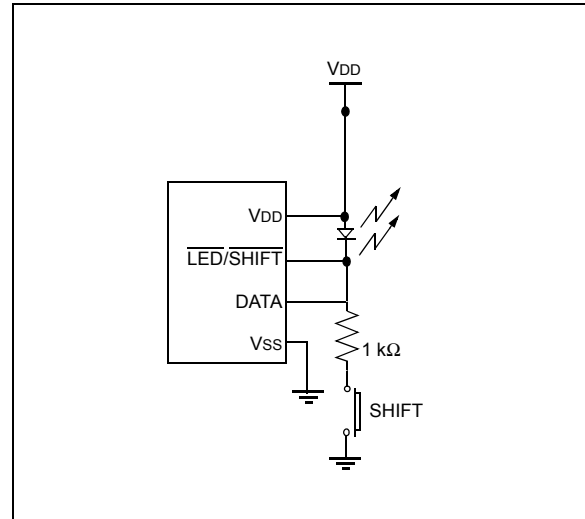 VDD
VDD
LED/SHIFT
DATA
VSS
1 kΩ
SHIFT